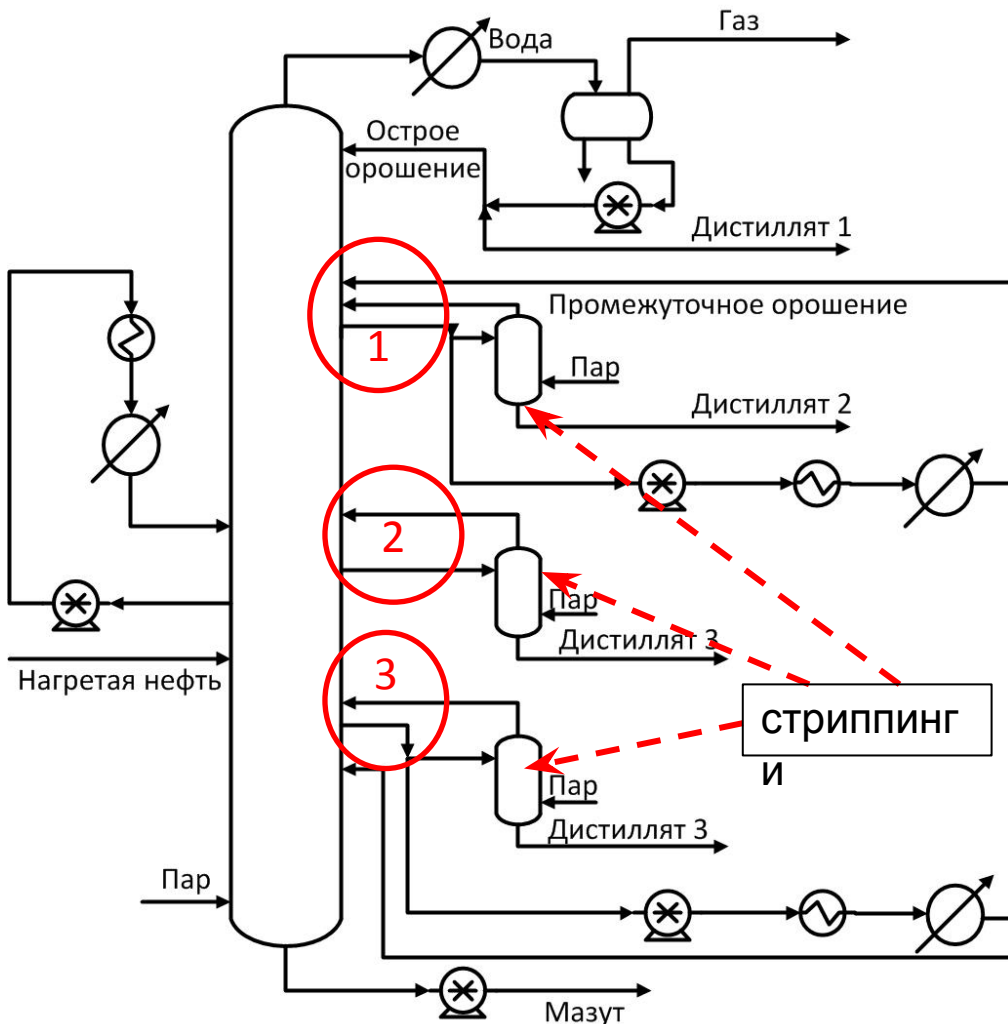 Газ
Вода
Острое
орошение
Дистиллят 1
Промежуточное орошение
1
Пар
Дистиллят 2
2
Пар
Дистиллят 3
Нагретая нефть
3
стриппинг
и
Пар
Дистиллят 3
Пар
Мазут